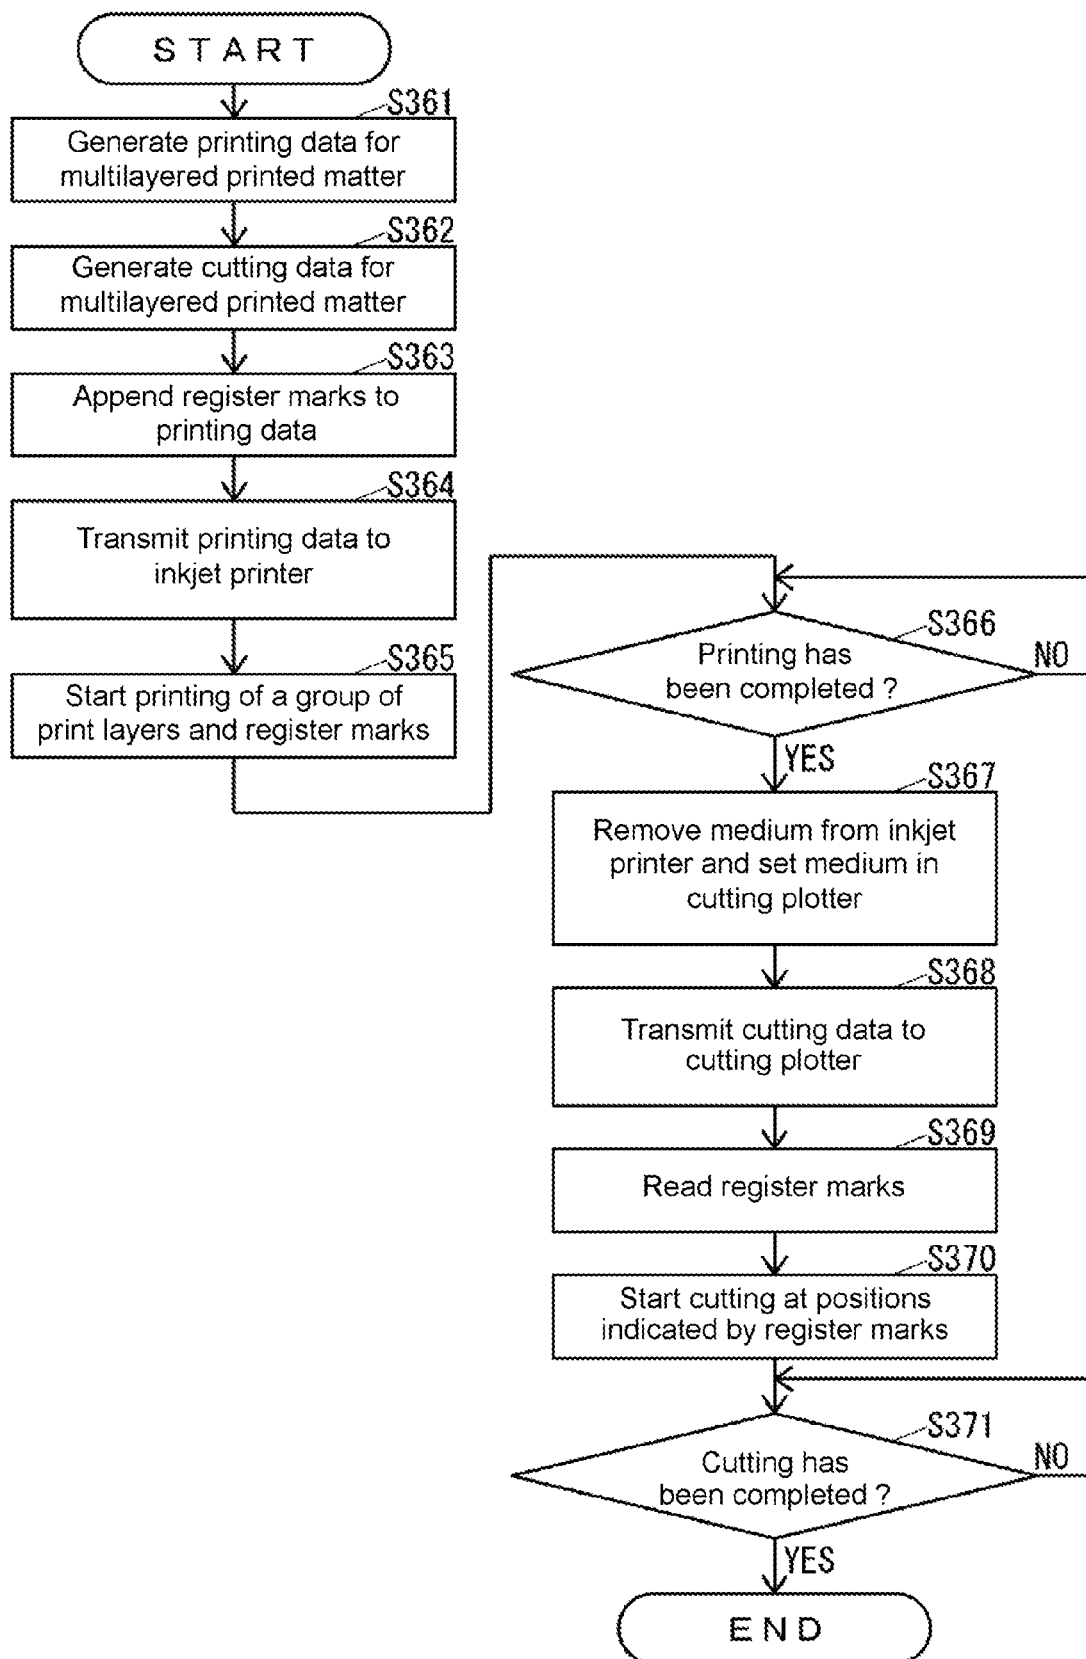 START
S361
Generate printing data for
multilayered printed matter
S362
Generate cutting data for
multilayered printed matter
S363
Append register marks to
printing data
S364
Transmit printing data to
inkjet printer
S365
Start printing of a group of
print layers and register marks
S366
Printing has
been completed ?
NO
YES
S367
Remove medium from inkjet
printer and set medium in
cutting plotter
S368
Transmit cutting data to
cutting plotter
S369
Read register marks
S370
Start cutting at positions
indicated by register marks
S371
Cutting has
been completed ?
NO
YES
END